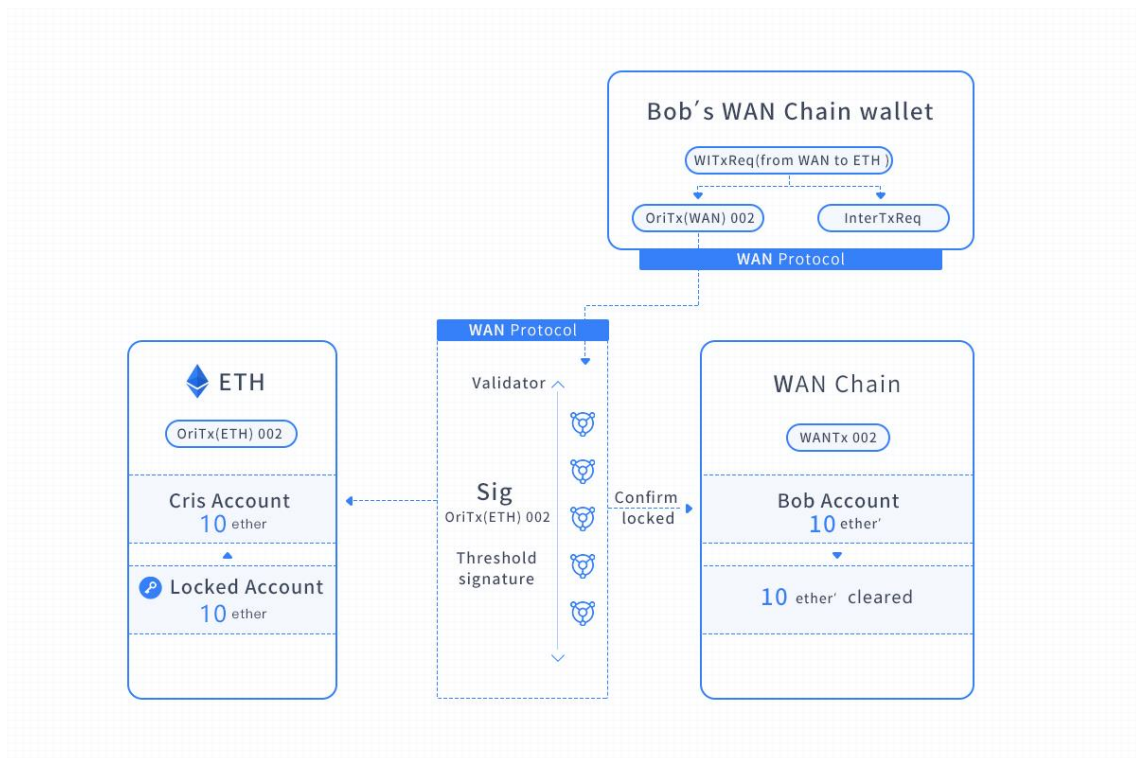 Bob′s WAN Chain wallet
WITxReq(from WAN to ETH )
OriTx(WAN) 002
InterTxReq
WAN Protocol
WAN Protocol
ETH
OriTx(ETH) 002
Cris Account
10 ether
Locked Account
10 ether
Validator
Sig
OriTx(ETH) 002
Threshold
signature
Confirm
locked
WAN Chain
WANTx 002
Bob Account
10 ether′
10 ether′ cleared